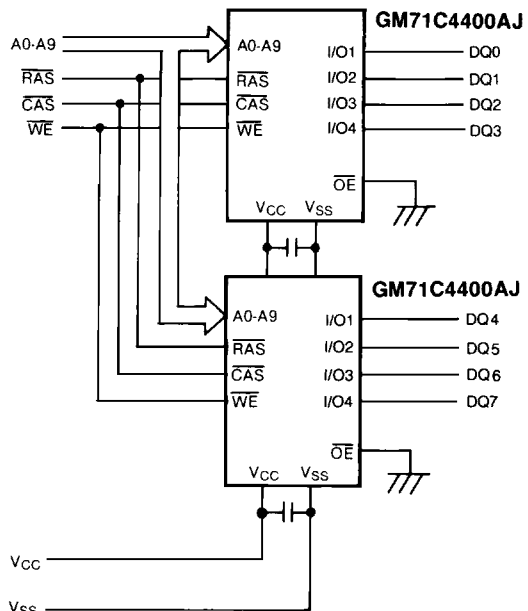 GM71C4400AJ
A0-A9
A0-A9
I/O1
DQ0
RAS
RAS
I/O2
DQ1
CAS
CAS
I/O3
DQ2
WE
WE
I/O4
DQ3
OE
VCC
VSS
GM71C4400AJ
A0-A9
I/O1
DQ4
RAS
I/O2
DQ5
CAS
I/O3
DQ6
WE
I/O4
DQ7
OE
VCC
VSS
VCC
VSS